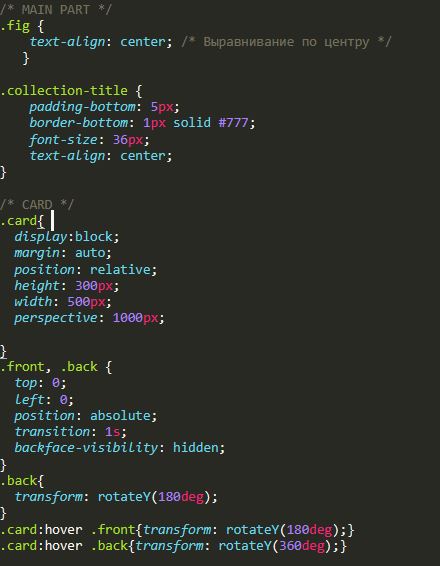 /* MAIN PART */
.fig {
    text-align: center; /* Выравнивание по центру */
   }

.collection-title {
    padding-bottom: 5px;
    border-bottom: 1px solid #777;
    font-size: 36px;
    text-align: center;
}

/* CARD */
.card{
  display:block;
  margin: auto;
  position: relative;
  height: 300px;
  width: 500px;
  perspective: 1000px;

}
.front, .back {
  top: 0;
  left: 0;
  position: absolute;
  transition: 1s;
  backface-visibility: hidden;
}
.back{
  transform: rotateY(180deg);
}
.card:hover .front{transform: rotateY(180deg);}
.card:hover .back{transform: rotateY(360deg);}